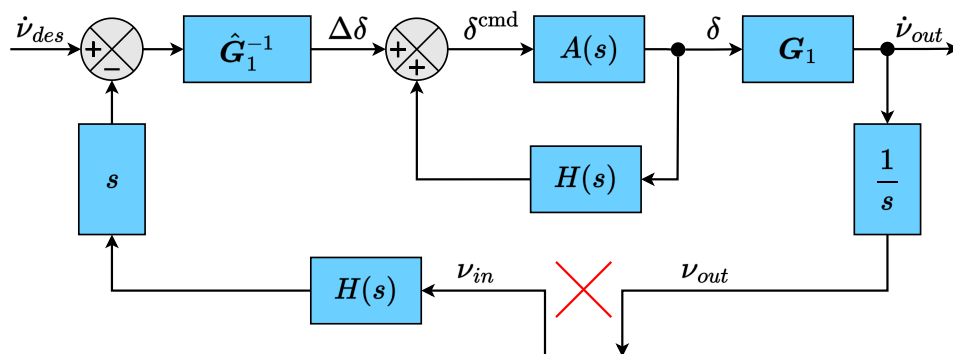 ν̇_des + − Ĝ₁⁻¹ Δδ + + δ^cmd A(s) δ G₁ ν̇_out
H(s)
s
1/s
H(s) ν_in ν_out